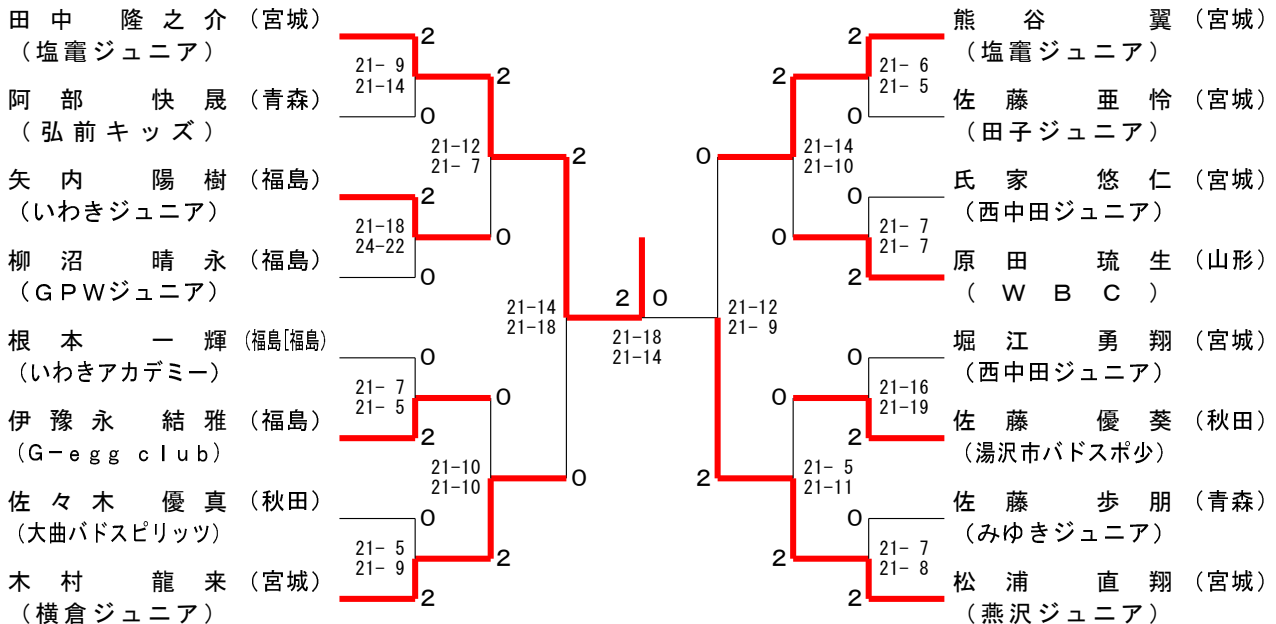 田中 隆之介 (宮城)
(塩竈ジュニア)
阿部 快晟 (青森)
(弘前キッズ)
矢内 陽樹 (福島)
(いわきジュニア)
柳沼 晴永 (福島)
(GPWジュニア)
根本 一輝 (福島[福島)
(いわきアカデミー)
伊豫永 結雅 (福島)
(G-egg club)
佐々木 優真 (秋田)
(大曲バドスピリッツ)
木村 龍来 (宮城)
(横倉ジュニア)
2
21- 9
21-14
0
2
21-18
24-22
0
0
21- 7
21- 5
2
0
21- 5
21- 9
2
2
21-12
21- 7
0
0
21-10
21-10
2
2
21-14
21-18
0
2 0
21-18
21-14
0
21-12
21- 9
2
2
21-14
21-10
0
0
21- 5
21-11
2
2
21- 6
21- 5
0
0
21- 7
21- 7
2
0
21-16
21-19
2
0
21- 7
21- 8
2
熊谷 翼 (宮城)
(塩竈ジュニア)
佐藤 亜怜 (宮城)
(田子ジュニア)
氏家 悠仁 (宮城)
(西中田ジュニア)
原田 琉生 (山形)
(WBC)
堀江 勇翔 (宮城)
(西中田ジュニア)
佐藤 優葵 (秋田)
(湯沢市バドスポ少)
佐藤 歩朋 (青森)
(みゆきジュニア)
松浦 直翔 (宮城)
(燕沢ジュニア)